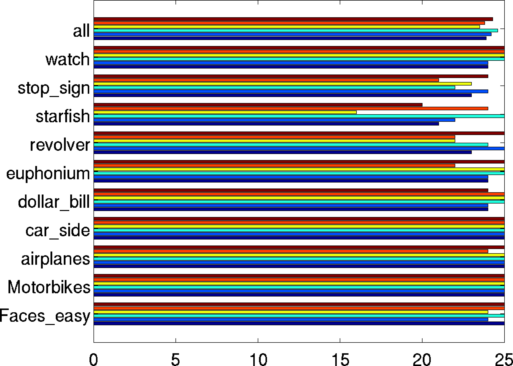 all
watch
stop_sign
starfish
revolver
euphonium
dollar_bill
car_side
airplanes
Motorbikes
Faces_easy
0 5 10 15 20 25